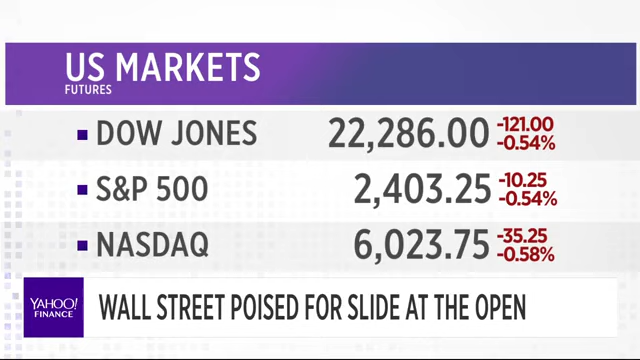 US MARKETS
FUTURES
DOW JONES 22,286.00 -121.00 -0.54%
S&P 500 2,403.25 -10.25 -0.54%
NASDAQ 6,023.75 -35.25 -0.58%
YAHOO! FINANCE WALL STREET POISED FOR SLIDE AT THE OPEN